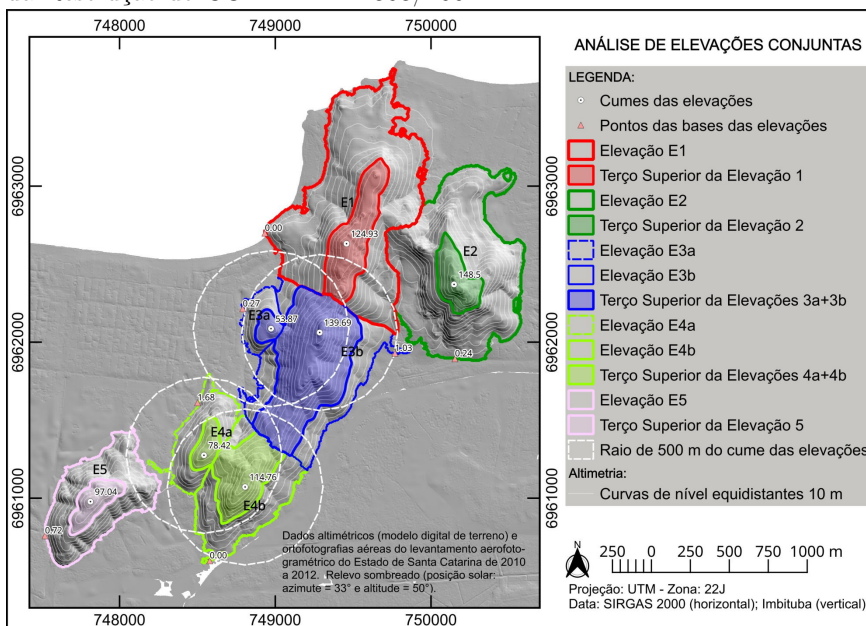 748000 749000 750000
6963000
6962000
6961000
E1
124.93
0.00
E2
148.5
0.24
0.27
E3a
53.87
139.69
E3b
1.03
1.68
E4a
78.42
114.76
E4b
0.00
E5
97.04
0.72
Dados altimétricos (modelo digital de terreno) e
ortofotografias aéreas do levantamento aerofoto-
gramétrico do Estado de Santa Catarina de 2010
a 2012. Relevo sombreado (posição solar:
azimute = 33° e altitude = 50°).
748000 749000 750000
6963000
6962000
6961000
ANÁLISE DE ELEVAÇÕES CONJUNTAS
LEGENDA:
Cumes das elevações
Pontos das bases das elevações
Elevação E1
Terço Superior da Elevação 1
Elevação E2
Terço Superior da Elevação 2
Elevação E3a
Elevação E3b
Terço Superior da Elevações 3a+3b
Elevação E4a
Elevação E4b
Terço Superior da Elevações 4a+4b
Elevação E5
Terço Superior da Elevação 5
Raio de 500 m do cume das elevações
Altimetria:
Curvas de nível equidistantes 10 m
N
250 0 250 500 750 1000 m
Projeção: UTM - Zona: 22J
Data: SIRGAS 2000 (horizontal); Imbituba (vertical)